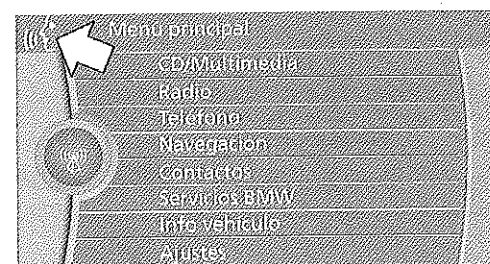 Menú principal
CD/Multimedia
Radio
Teléfono
Navegación
Contactos
Servicios BMW
Info vehículo
Ajustes